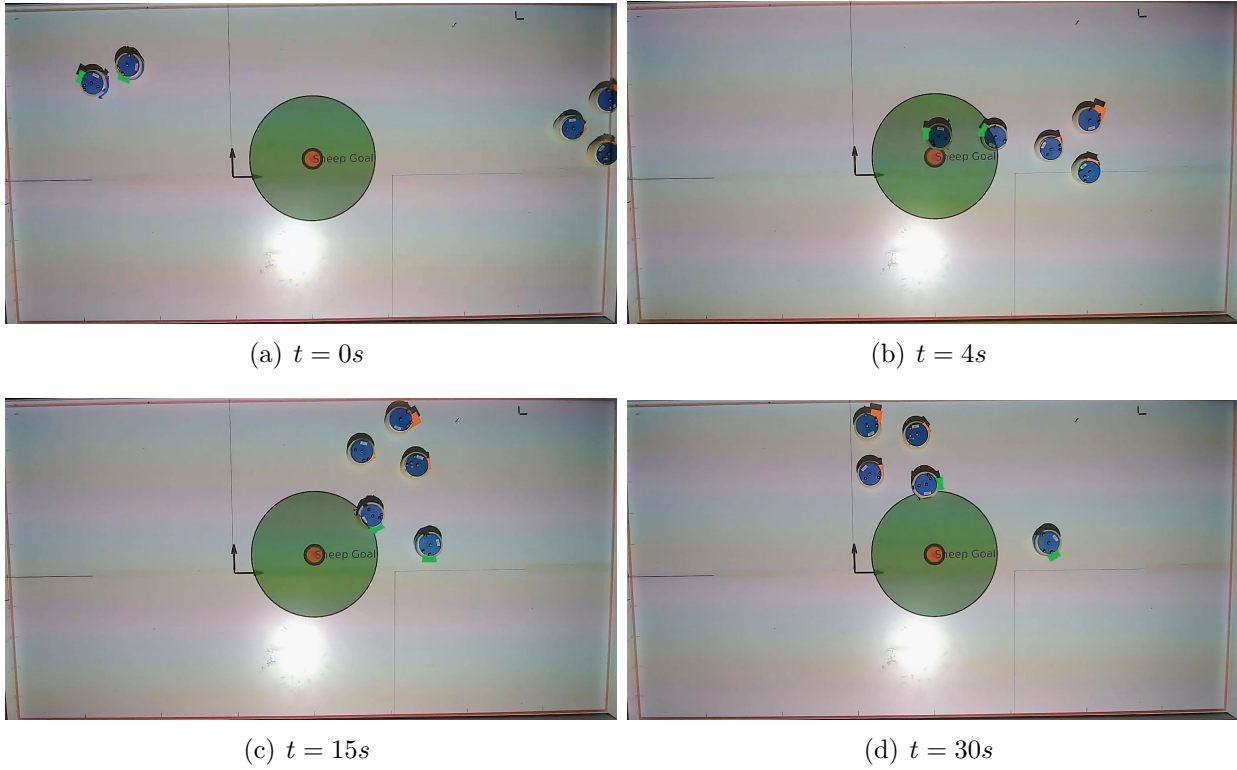 Sheep Goal
Sheep Goal
(a) t = 0s
(b) t = 4s
Sheep Goal
Sheep Goal
(c) t = 15s
(d) t = 30s